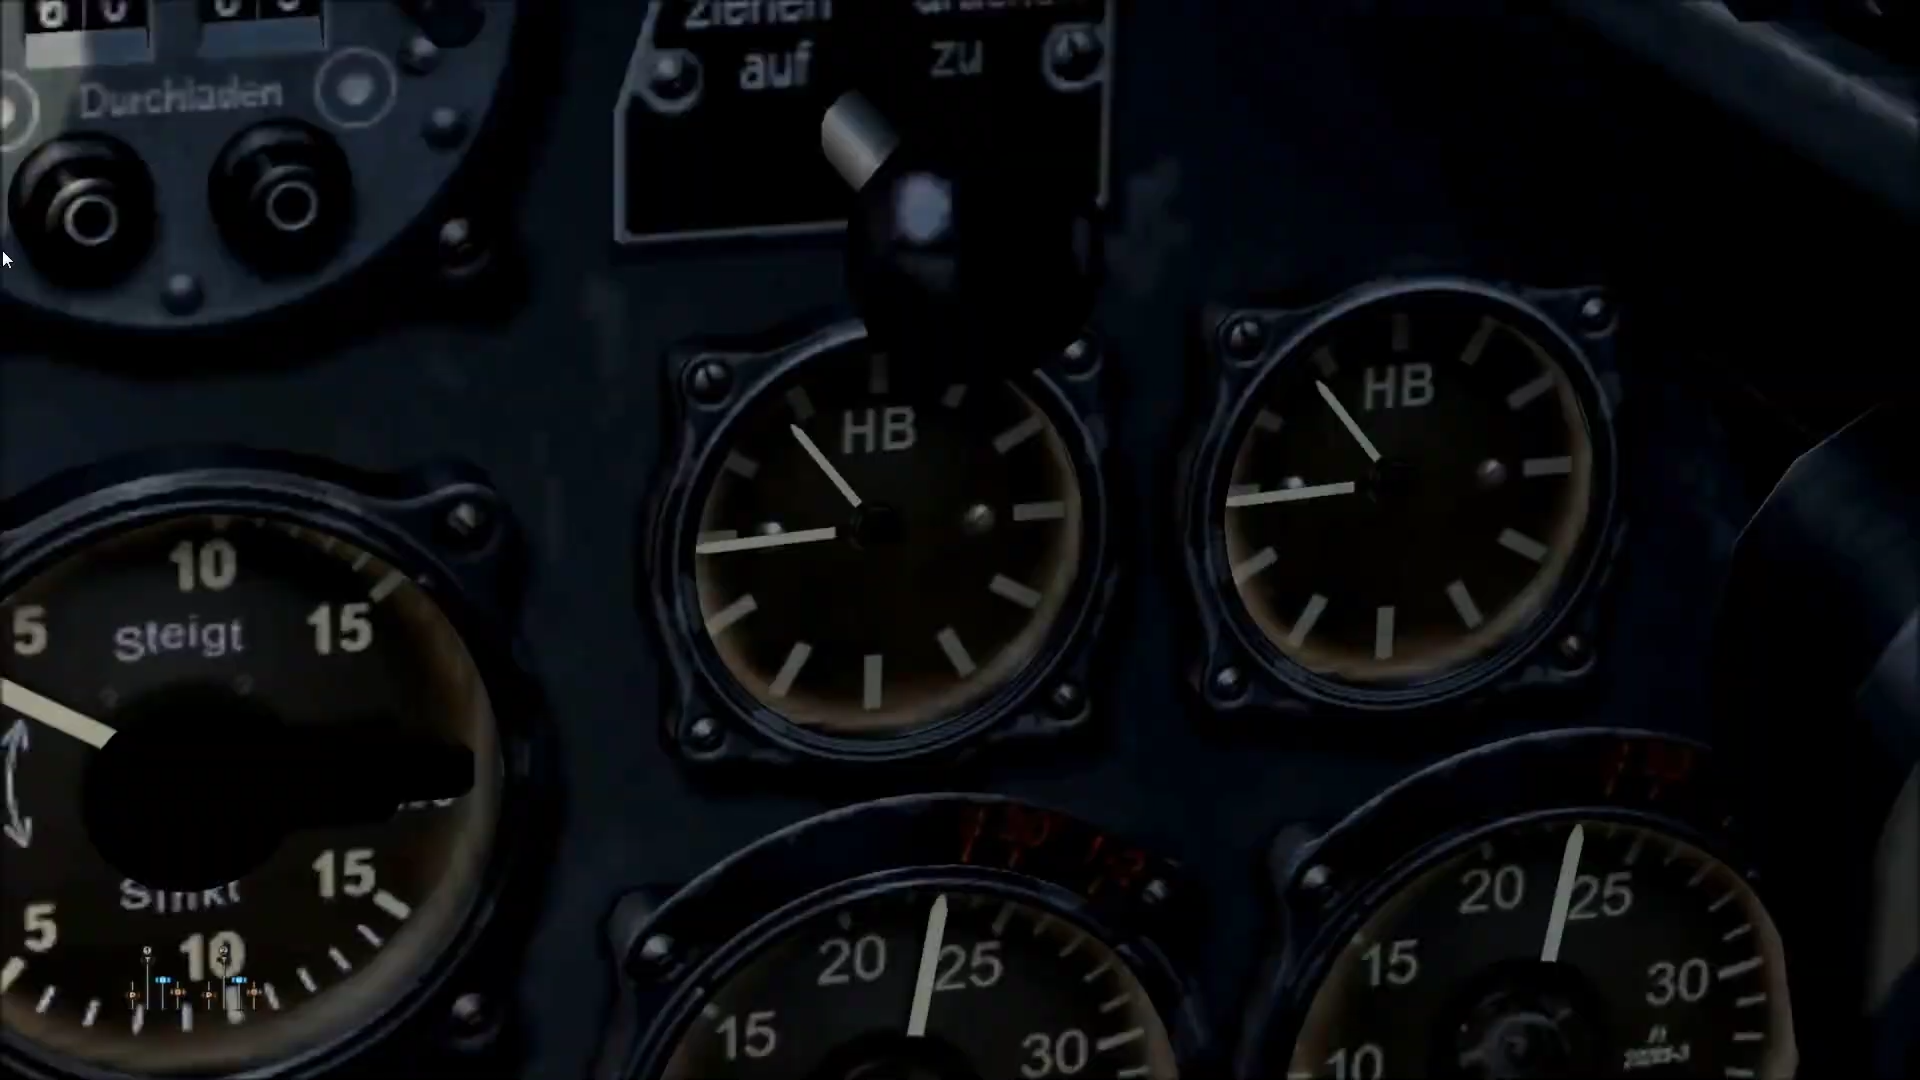 ziehen
auf zu
Durchladen
HB
HB
10
5 15
Steigt
15
Sinkt
5
10
20 25
15 30
20 25
15 30
10